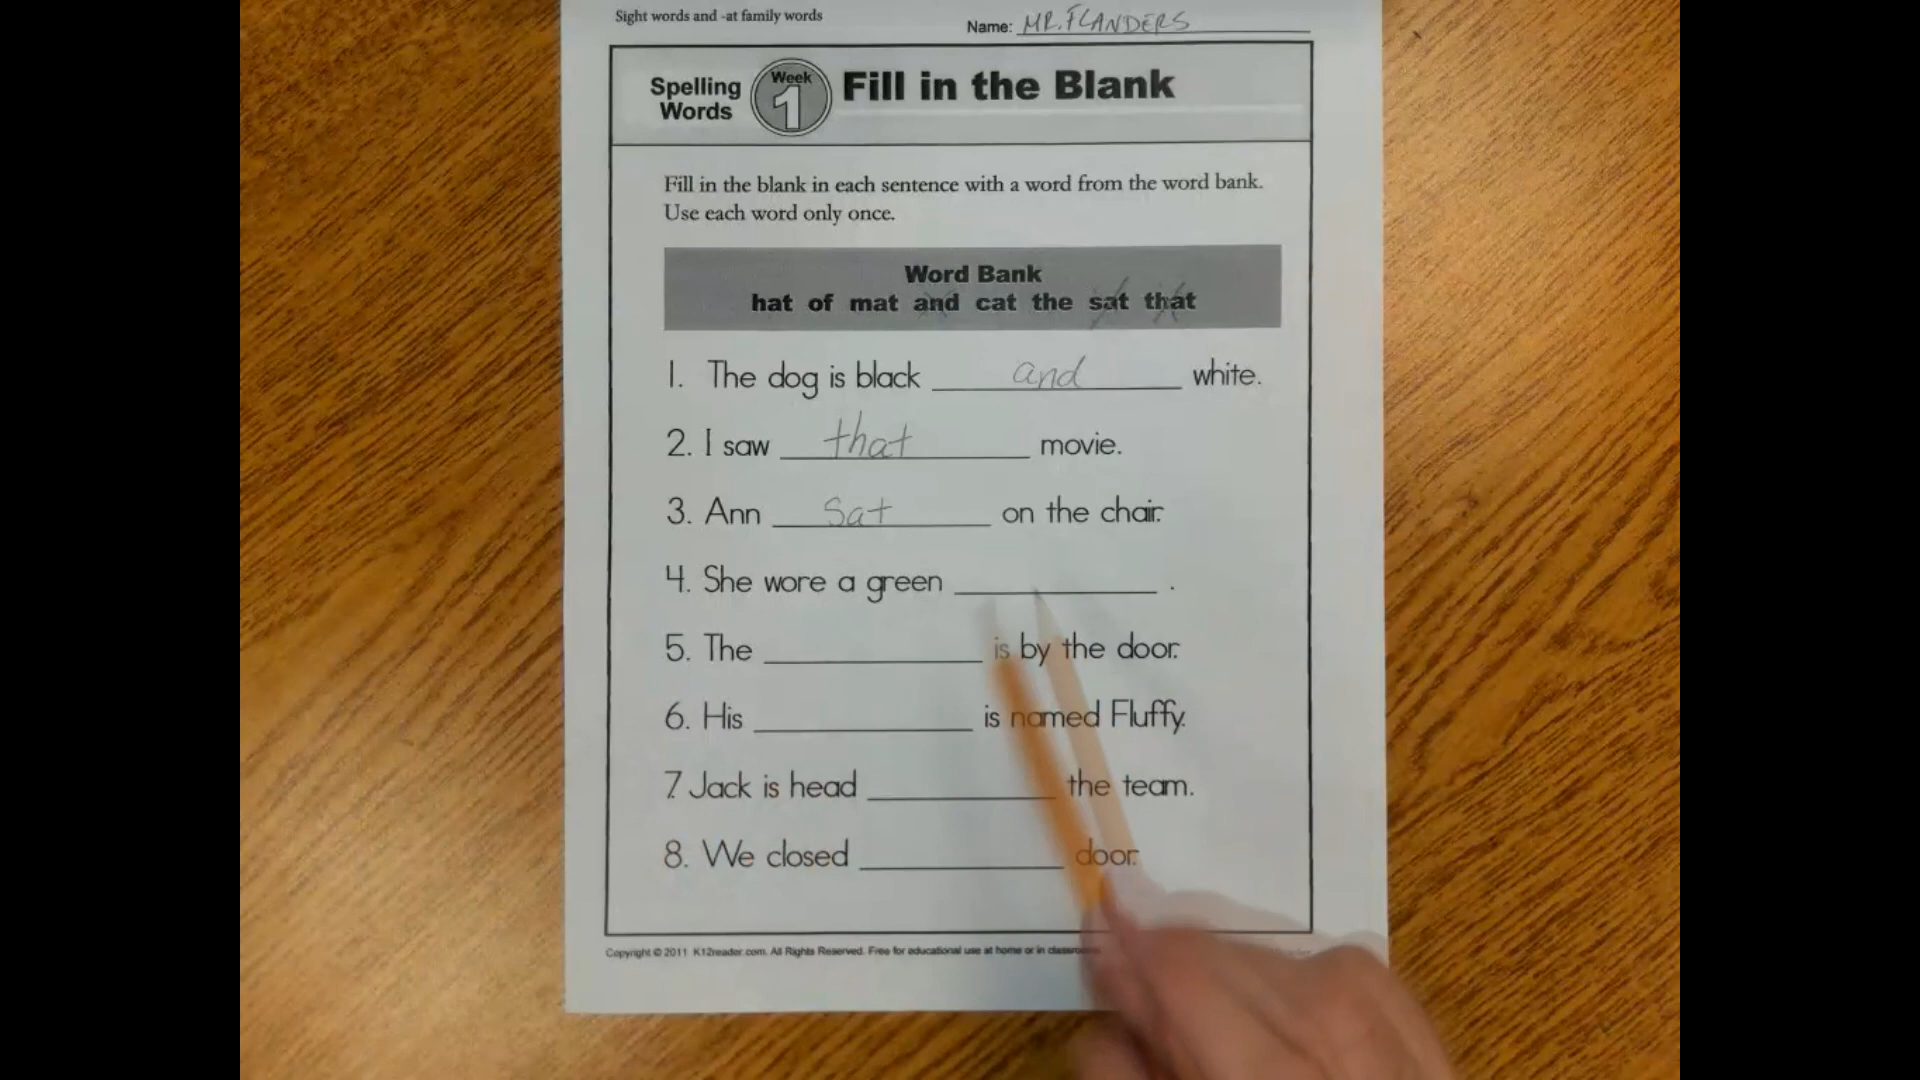 Sight words and -at family words
Name: MR. FLANDERS
Spelling Words
Week 1
Fill in the Blank
Fill in the blank in each sentence with a word from the word bank.
Use each word only once.
Word Bank
hat of mat and cat the sat that
1. The dog is black and white.
2. I saw that movie.
3. Ann sat on the chair.
4. She wore a green ____________ .
5. The ____________ is by the door.
6. His ____________ is named Fluffy.
7. Jack is head ____________ the team.
8. We closed ____________ door.
Copyright © 2011 K12reader.com. All Rights Reserved. Free for educational use at home or in